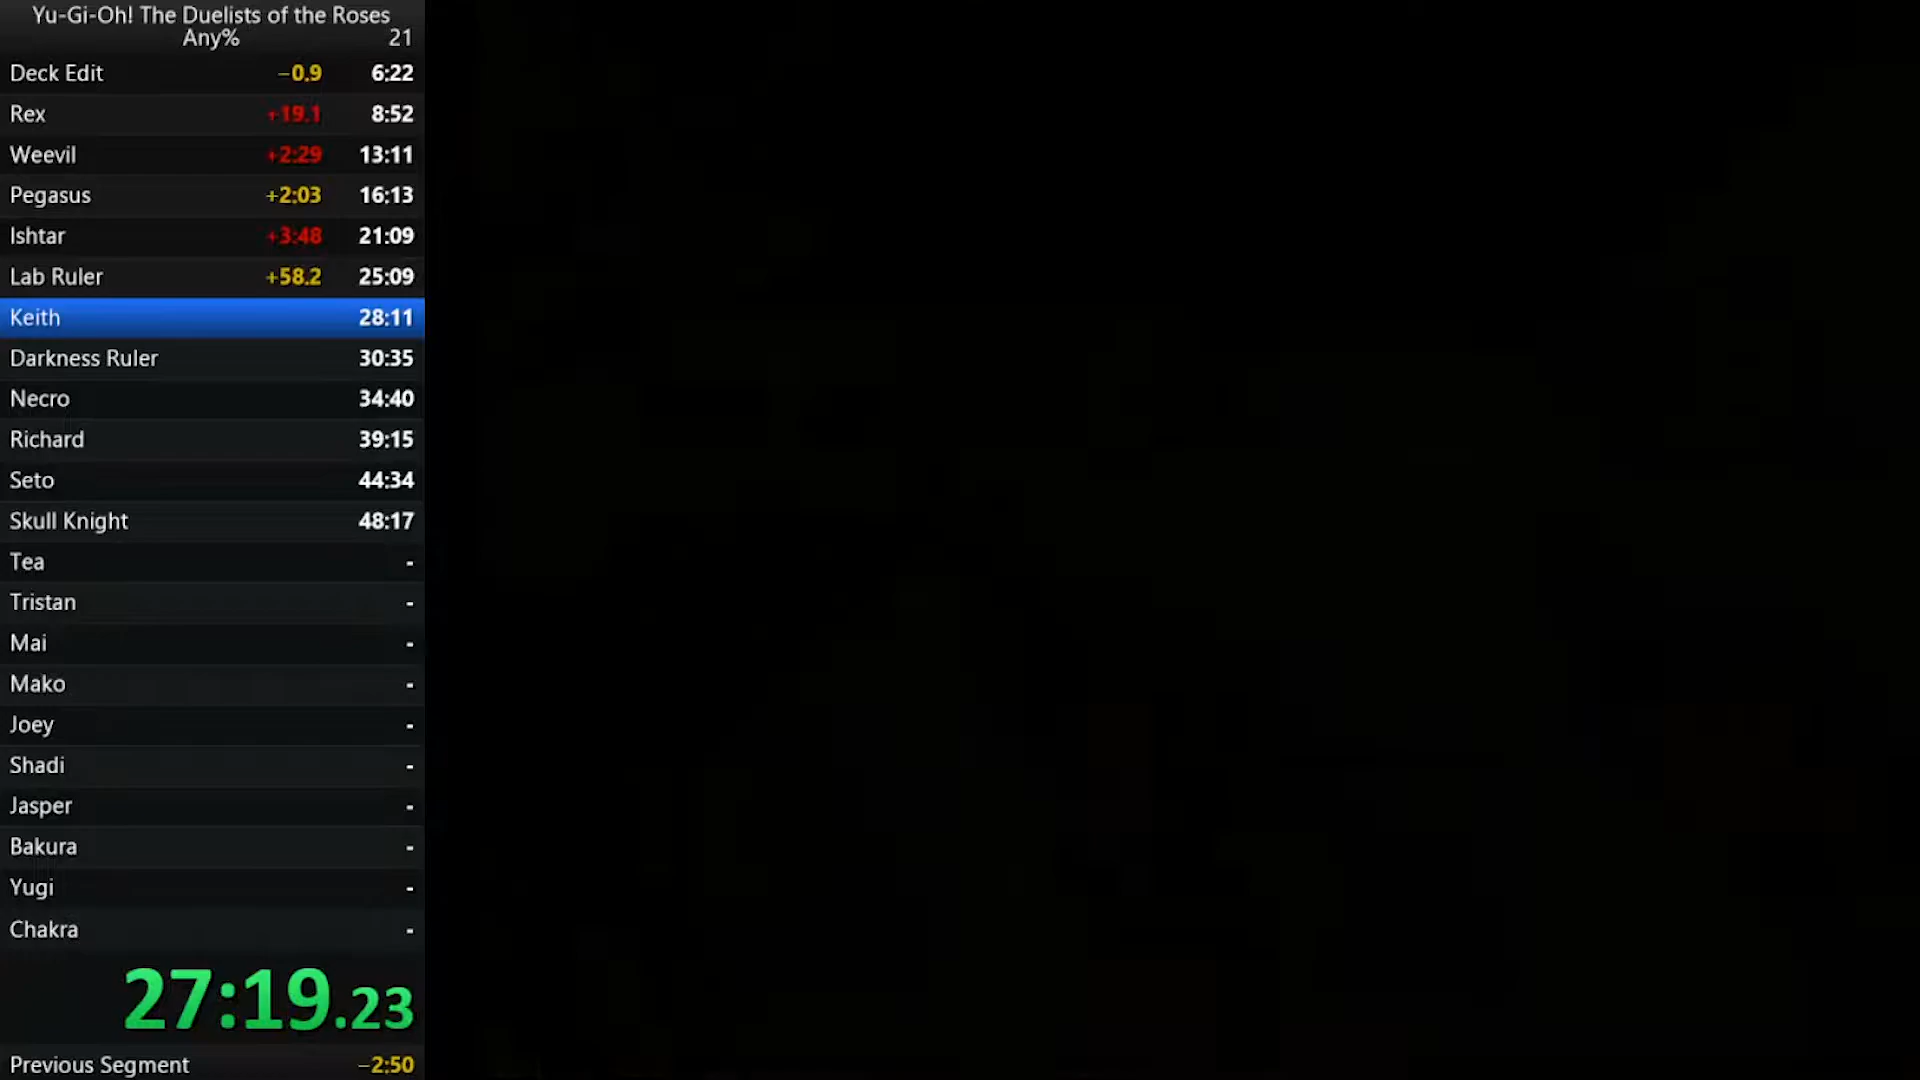 Yu-Gi-Oh! The Duelists of the Roses
Any% 21
Deck Edit −0.9 6:22
Rex +19.1 8:52
Weevil +2:29 13:11
Pegasus +2:03 16:13
Ishtar +3:48 21:09
Lab Ruler +58.2 25:09
Keith 28:11
Darkness Ruler 30:35
Necro 34:40
Richard 39:15
Seto 44:34
Skull Knight 48:17
Tea -
Tristan -
Mai -
Mako -
Joey -
Shadi -
Jasper -
Bakura -
Yugi -
Chakra -
27:19.23
Previous Segment −2:50